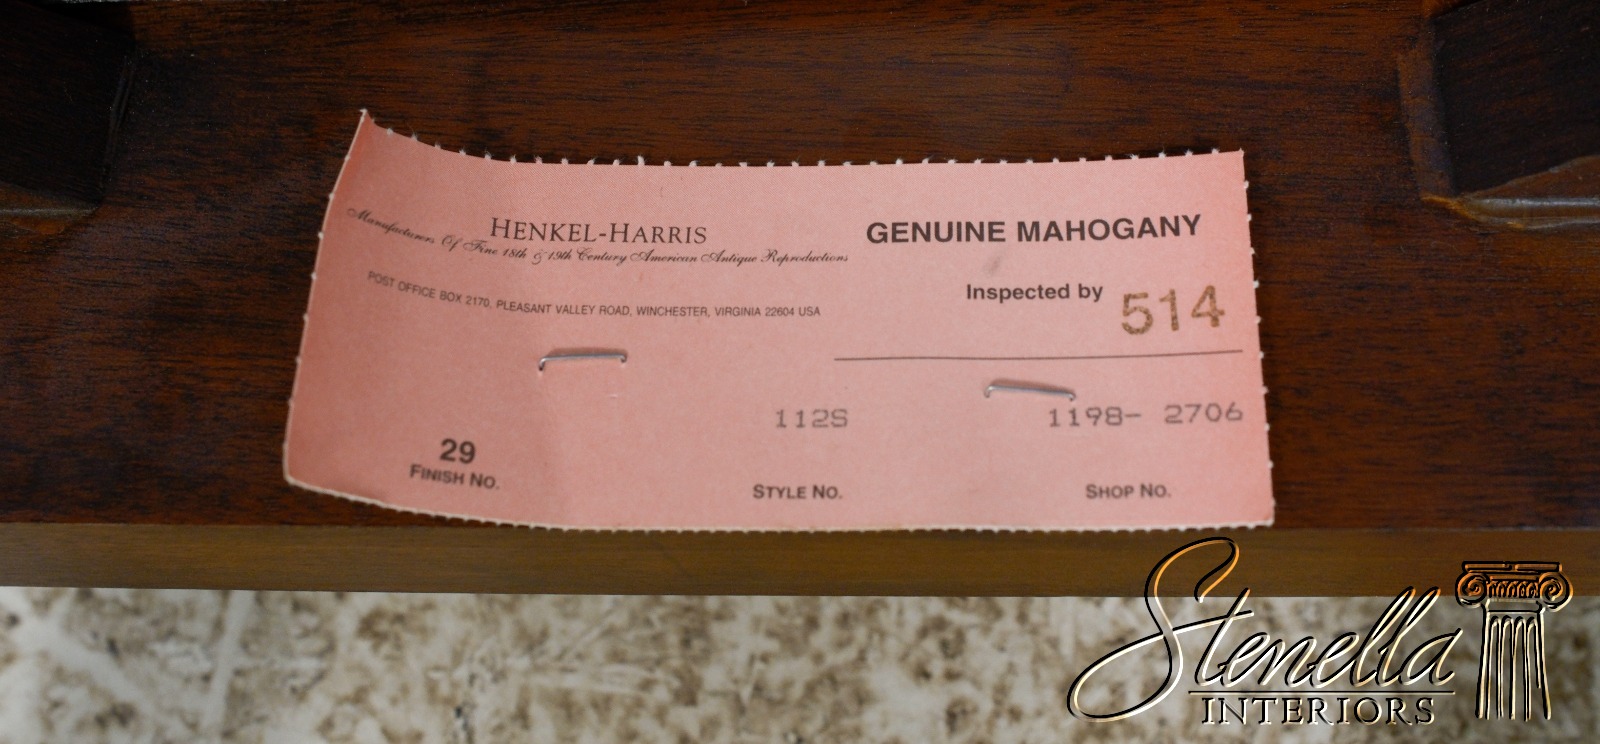 HENKEL-HARRIS
Manufacturers Of Fine 18th & 19th Century American Antique Reproductions
POST OFFICE BOX 2170, PLEASANT VALLEY ROAD, WINCHESTER, VIRGINIA 22604 USA
GENUINE MAHOGANY
Inspected by 514
29
FINISH NO.
112S
STYLE NO.
1198- 2706
SHOP NO.
Stenella
INTERIORS